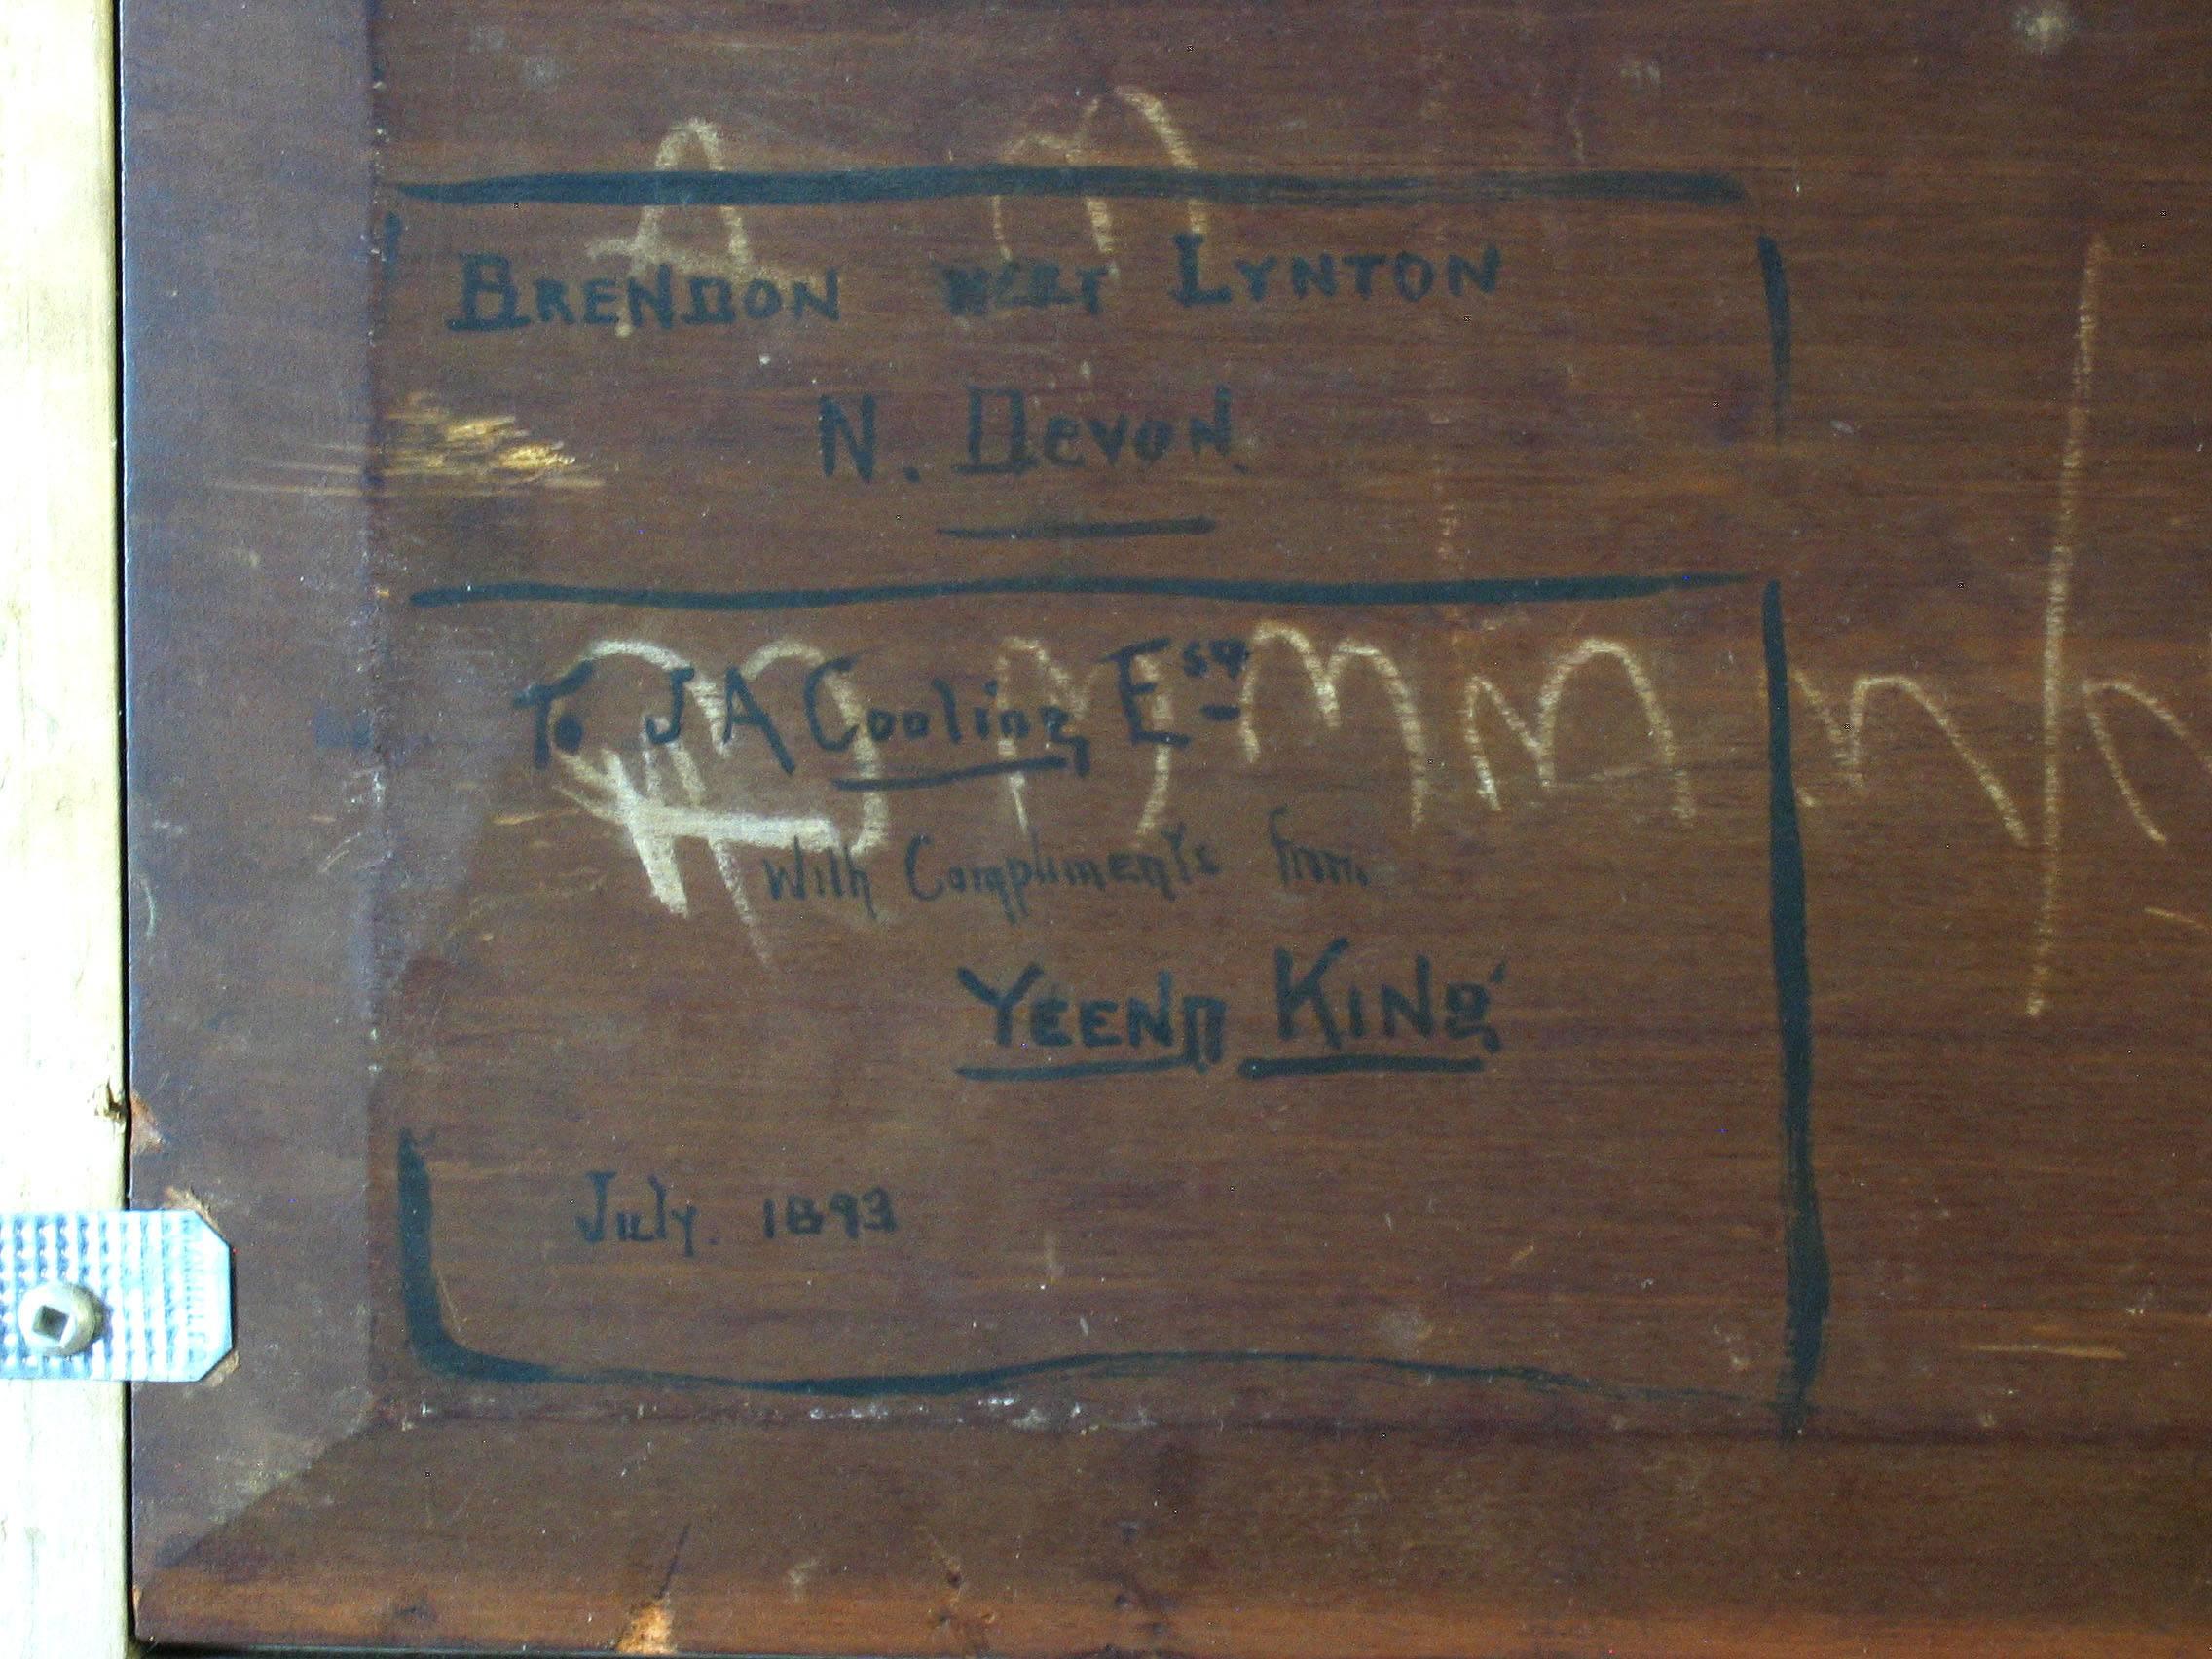 A M
BRENDON LYNTON
N. DEVON.
To J A Cooling Esq
With Compliments from
YEEND KING
July. 1893